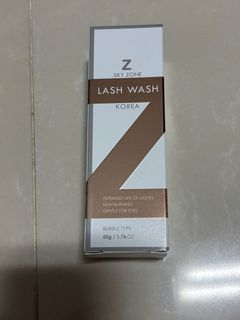 Z
SKY ZONE
LASH WASH
KOREA
EXTENDED LIFE OF LASHES
NON BURNING
GENTLE FOR EYES
BUBBLE TYPE
50g / 1.76 OZ